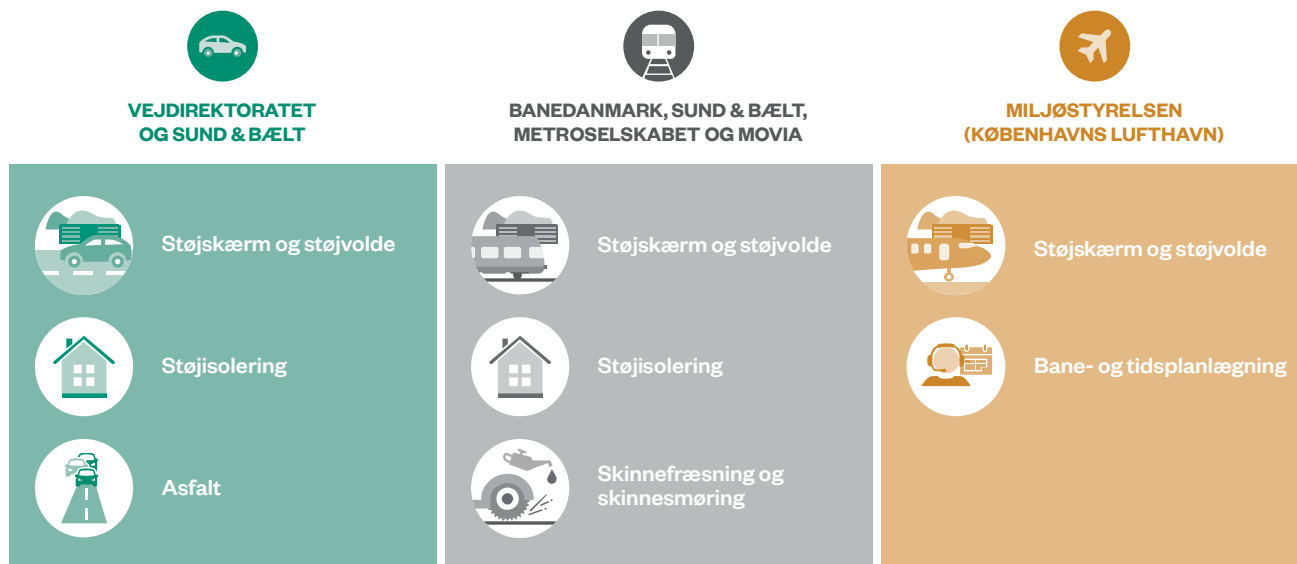 VEJDIREKTORATET
OG SUND & BÆLT
Støjskærm og støjvolde
Støjisolering
Asfalt
BANEDANMARK, SUND & BÆLT,
METROSELSKABET OG MOVIA
Støjskærm og støjvolde
Støjisolering
Skinnefræsning og
skinnesmøring
MILJØSTYRELSEN
(KØBENHAVNS LUFTHAVN)
Støjskærm og støjvolde
Bane- og tidsplanlægning